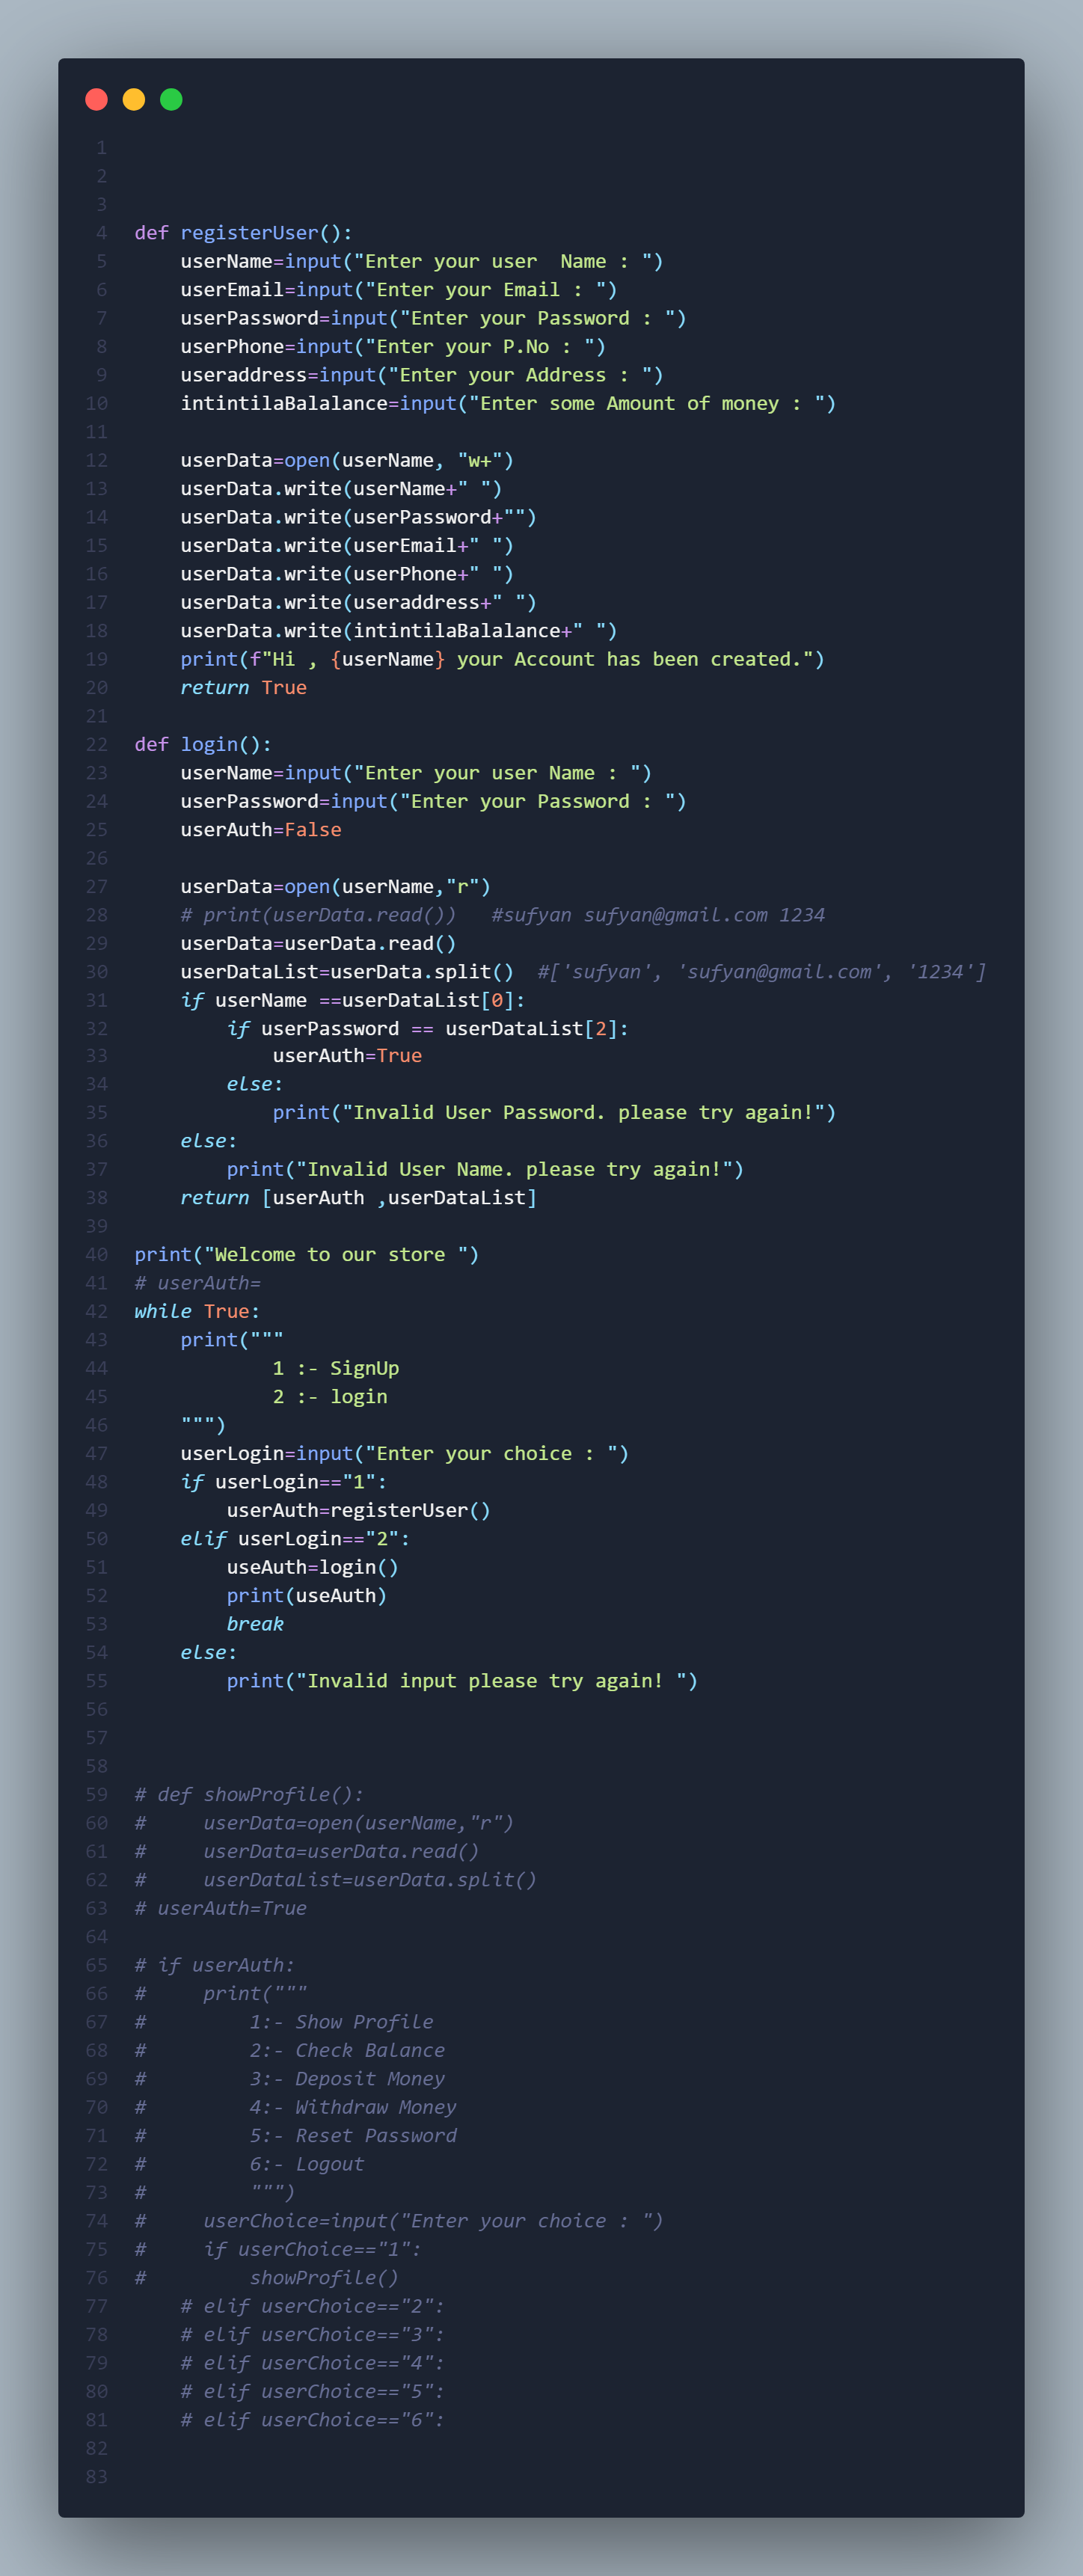 1
2
3
4 def registerUser():
5     userName=input("Enter your user  Name : ")
6     userEmail=input("Enter your Email : ")
7     userPassword=input("Enter your Password : ")
8     userPhone=input("Enter your P.No : ")
9     useraddress=input("Enter your Address : ")
10     intintilaBalalance=input("Enter some Amount of money : ")
11
12     userData=open(userName, "w+")
13     userData.write(userName+" ")
14     userData.write(userPassword+"")
15     userData.write(userEmail+" ")
16     userData.write(userPhone+" ")
17     userData.write(useraddress+" ")
18     userData.write(intintilaBalalance+" ")
19     print(f"Hi , {userName} your Account has been created.")
20     return True
21
22 def login():
23     userName=input("Enter your user Name : ")
24     userPassword=input("Enter your Password : ")
25     userAuth=False
26
27     userData=open(userName,"r")
28     # print(userData.read())   #sufyan sufyan@gmail.com 1234
29     userData=userData.read()
30     userDataList=userData.split()  #['sufyan', 'sufyan@gmail.com', '1234']
31     if userName ==userDataList[0]:
32         if userPassword == userDataList[2]:
33             userAuth=True
34         else:
35             print("Invalid User Password. please try again!")
36     else:
37         print("Invalid User Name. please try again!")
38     return [userAuth ,userDataList]
39
40 print("Welcome to our store ")
41 # userAuth=
42 while True:
43     print("""
44             1 :- SignUp
45             2 :- login
46     """)
47     userLogin=input("Enter your choice : ")
48     if userLogin=="1":
49         userAuth=registerUser()
50     elif userLogin=="2":
51         useAuth=login()
52         print(useAuth)
53         break
54     else:
55         print("Invalid input please try again! ")
56
57
58
59 # def showProfile():
60 #     userData=open(userName,"r")
61 #     userData=userData.read()
62 #     userDataList=userData.split()
63 # userAuth=True
64
65 # if userAuth:
66 #     print("""
67 #         1:- Show Profile
68 #         2:- Check Balance
69 #         3:- Deposit Money
70 #         4:- Withdraw Money
71 #         5:- Reset Password
72 #         6:- Logout
73 #         """)
74 #     userChoice=input("Enter your choice : ")
75 #     if userChoice=="1":
76 #         showProfile()
77     # elif userChoice=="2":
78     # elif userChoice=="3":
79     # elif userChoice=="4":
80     # elif userChoice=="5":
81     # elif userChoice=="6":
82
83